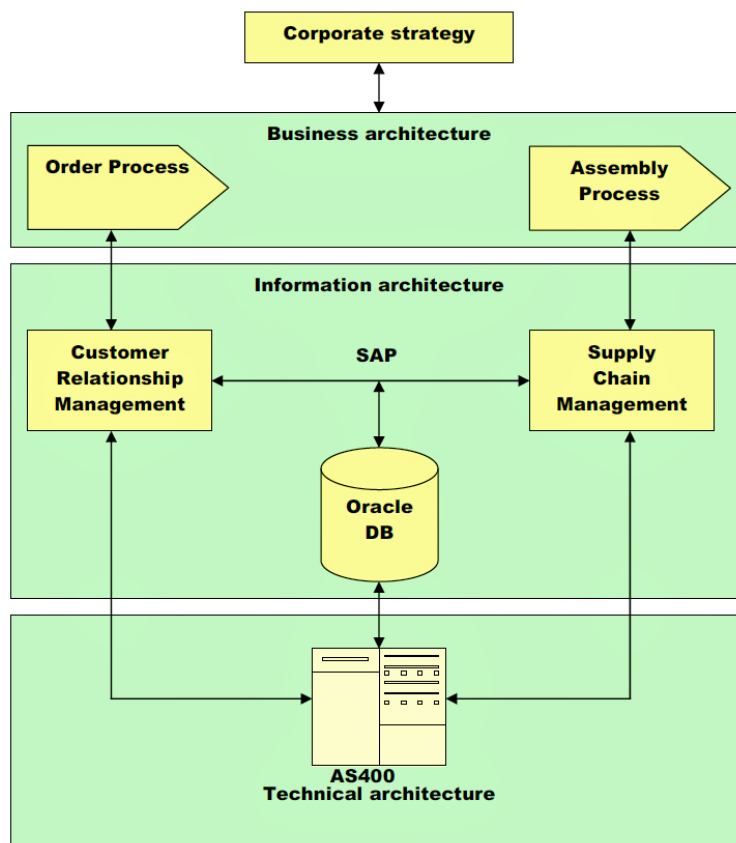 Corporate strategy
Business architecture
Order Process
Assembly
Process
Information architecture
Customer
Relationship
Management
SAP
Supply
Chain
Management
Oracle
DB
AS400
Technical architecture